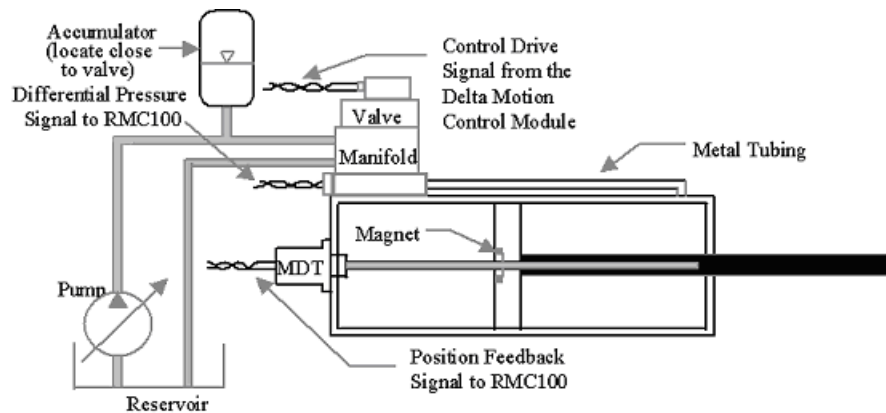 Accumulator
(locate close
to valve)
Differential Pressure
Signal to RMC100
Control Drive
Signal from the
Delta Motion
Control Module
Valve
Manifold
Metal Tubing
Magnet
MDT
Pump
Position Feedback
Signal to RMC100
Reservoir